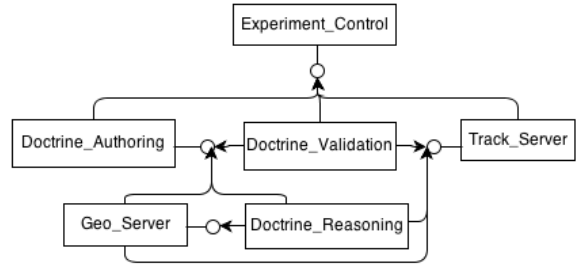 Experiment_Control
Doctrine_Authoring
Doctrine_Validation
Track_Server
Geo_Server
Doctrine_Reasoning